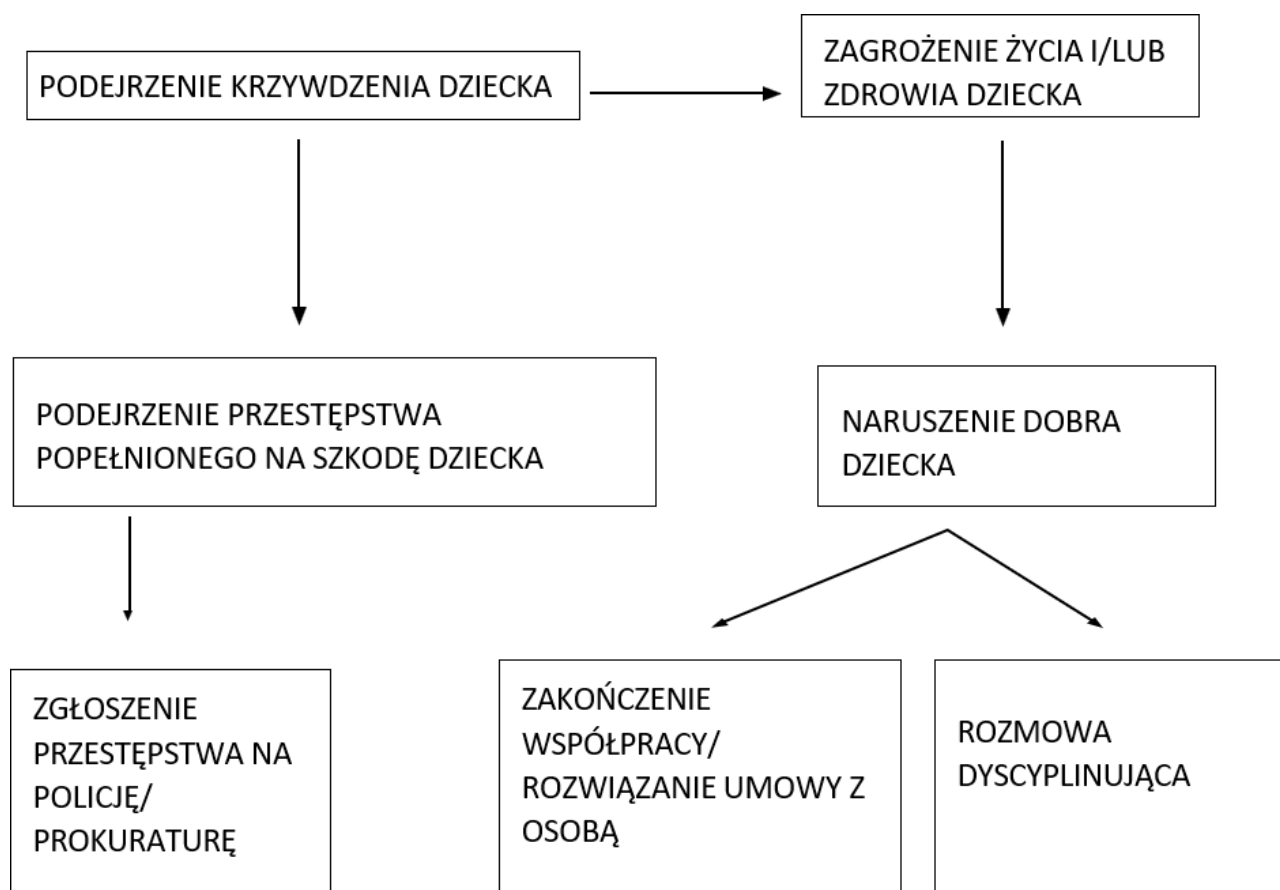 PODEJRZENIE KRZYWDZENIA DZIECKA
ZAGROŻENIE ŻYCIA I/LUB
ZDROWIA DZIECKA
PODEJRZENIE PRZESTĘPSTWA
POPEŁNIONEGO NA SZKODĘ DZIECKA
NARUSZENIE DOBRA
DZIECKA
ZGŁOSZENIE
PRZESTĘPSTWA NA
POLICJĘ/
PROKURATURĘ
ZAKOŃCZENIE
WSPÓŁPRACY/
ROZWIĄZANIE UMOWY Z
OSOBĄ
ROZMOWA
DYSCYPLINUJĄCA